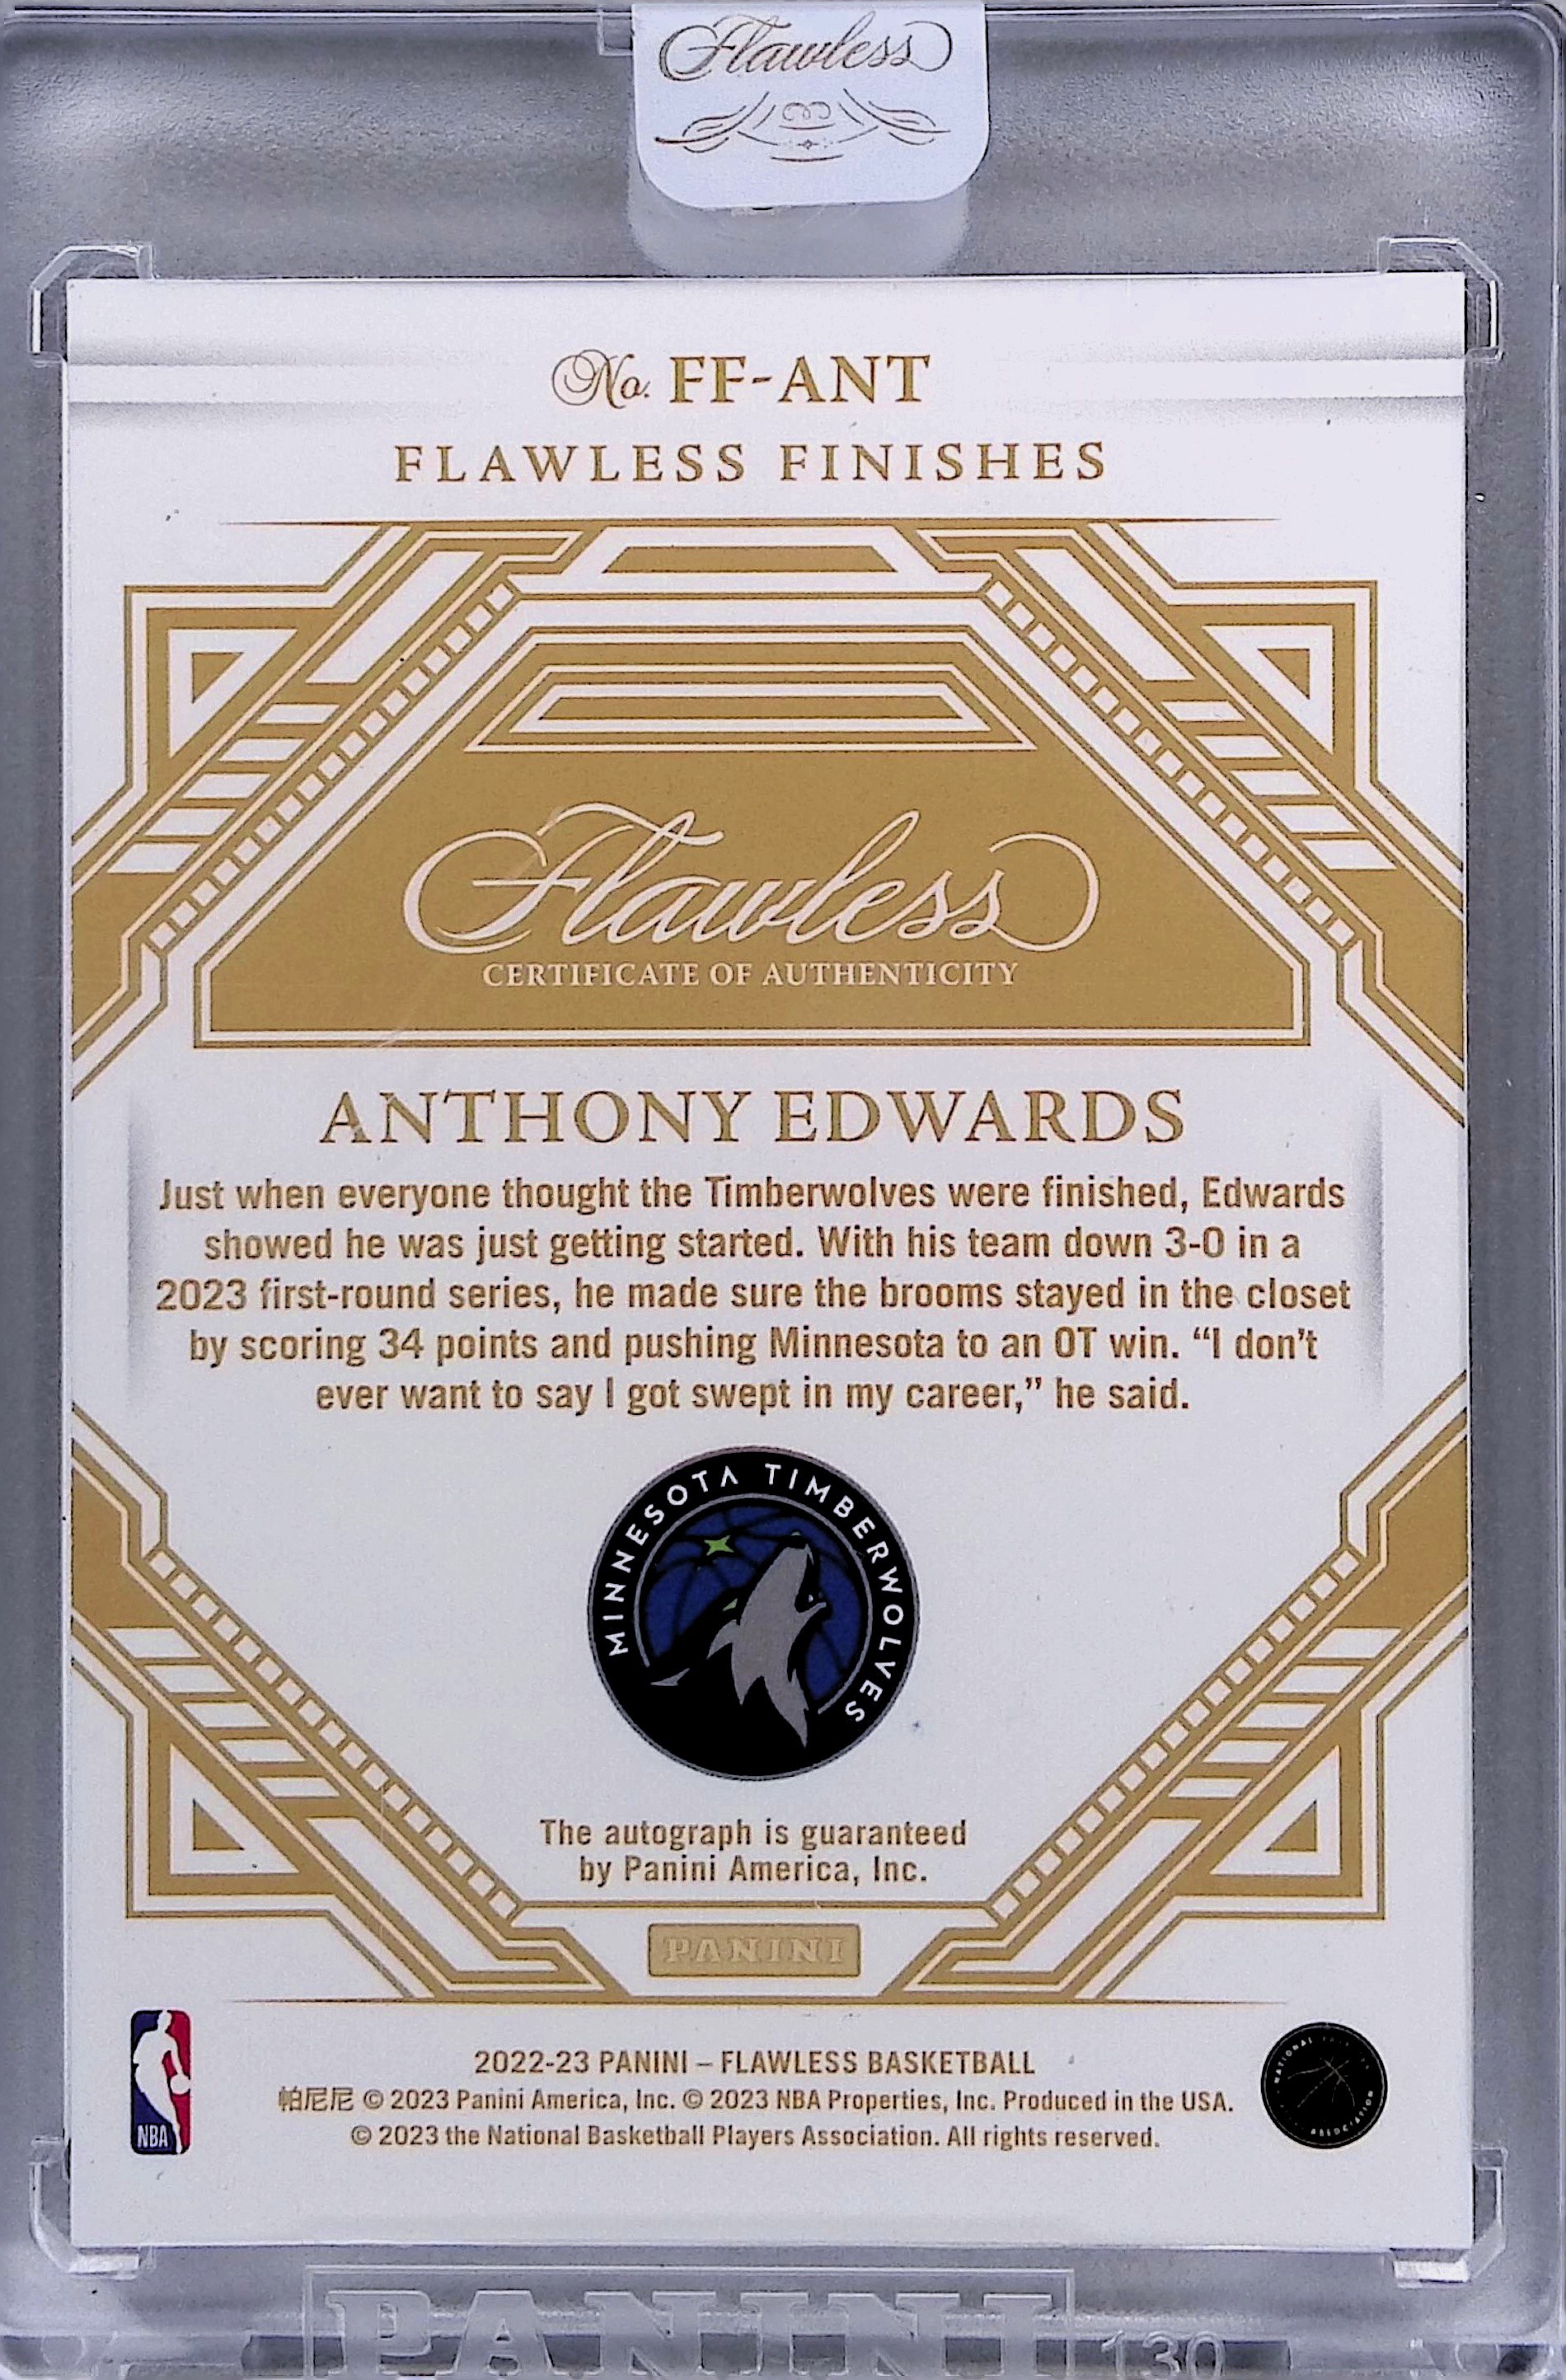 Flawless
No. FF-ANT
FLAWLESS FINISHES
Flawless
CERTIFICATE OF AUTHENTICITY
ANTHONY EDWARDS
Just when everyone thought the Timberwolves were finished, Edwards
showed he was just getting started. With his team down 3-0 in a
2023 first-round series, he made sure the brooms stayed in the closet
by scoring 34 points and pushing Minnesota to an OT win. “I don’t
ever want to say I got swept in my career,” he said.
MINNESOTA TIMBERWOLVES
The autograph is guaranteed
by Panini America, Inc.
PANINI
NBA
2022-23 PANINI – FLAWLESS BASKETBALL
帕尼尼 © 2023 Panini America, Inc. © 2023 NBA Properties, Inc. Produced in the USA.
© 2023 the National Basketball Players Association. All rights reserved.
NATIONAL
ASSOCIATION
PANINI
130